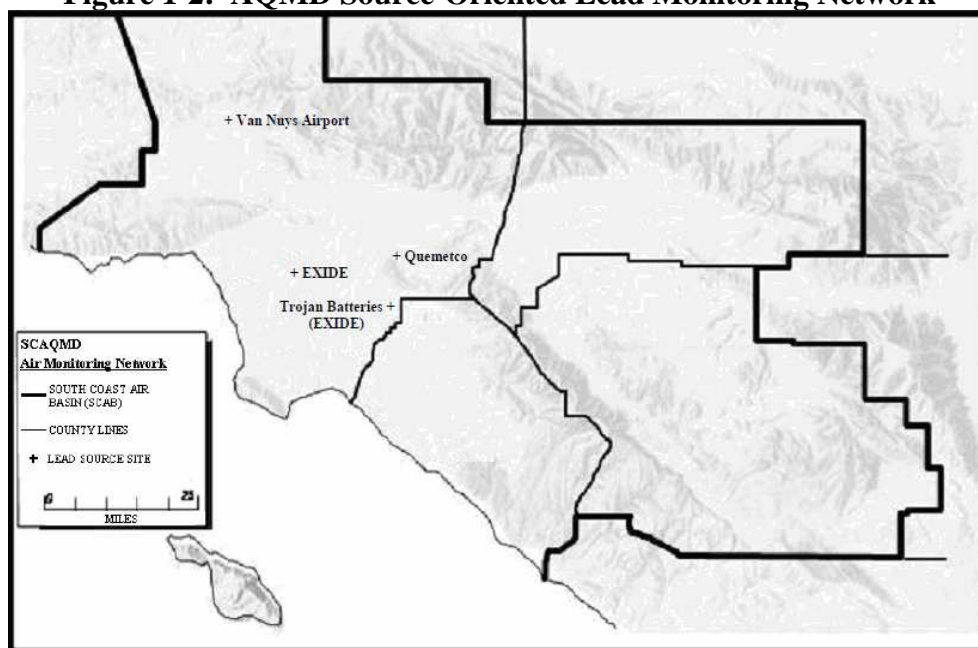 Figure 1-2: AQMD Source-Oriented Lead Monitoring Network
+ Van Nuys Airport
+ Quemetco
+ EXIDE
Trojan Batteries +
(EXIDE)
SCAQMD
Air Monitoring Network
SOUTH COAST AIR
BASIN (SCAB)
COUNTY LINES
+ LEAD SOURCE SITE
0 25
MILES